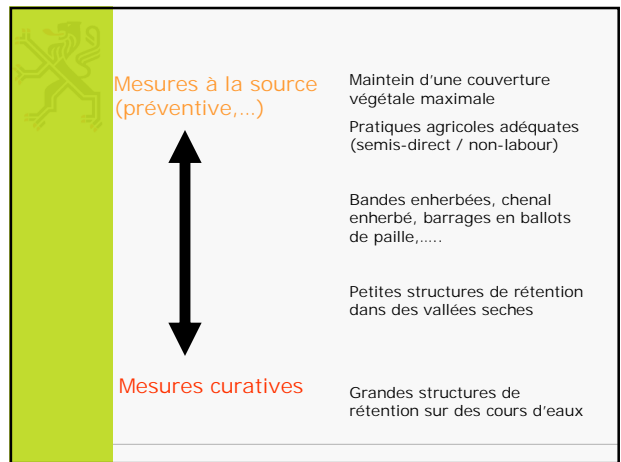 Mesures à la source
(préventive,...)
Maintein d'une couverture
végétale maximale
Pratiques agricoles adéquates
(semis-direct / non-labour)
Bandes enherbées, chenal
enherbé, barrages en ballots
de paille,.....
Petites structures de rétention
dans des vallées seches
Mesures curatives
Grandes structures de
rétention sur des cours d'eaux